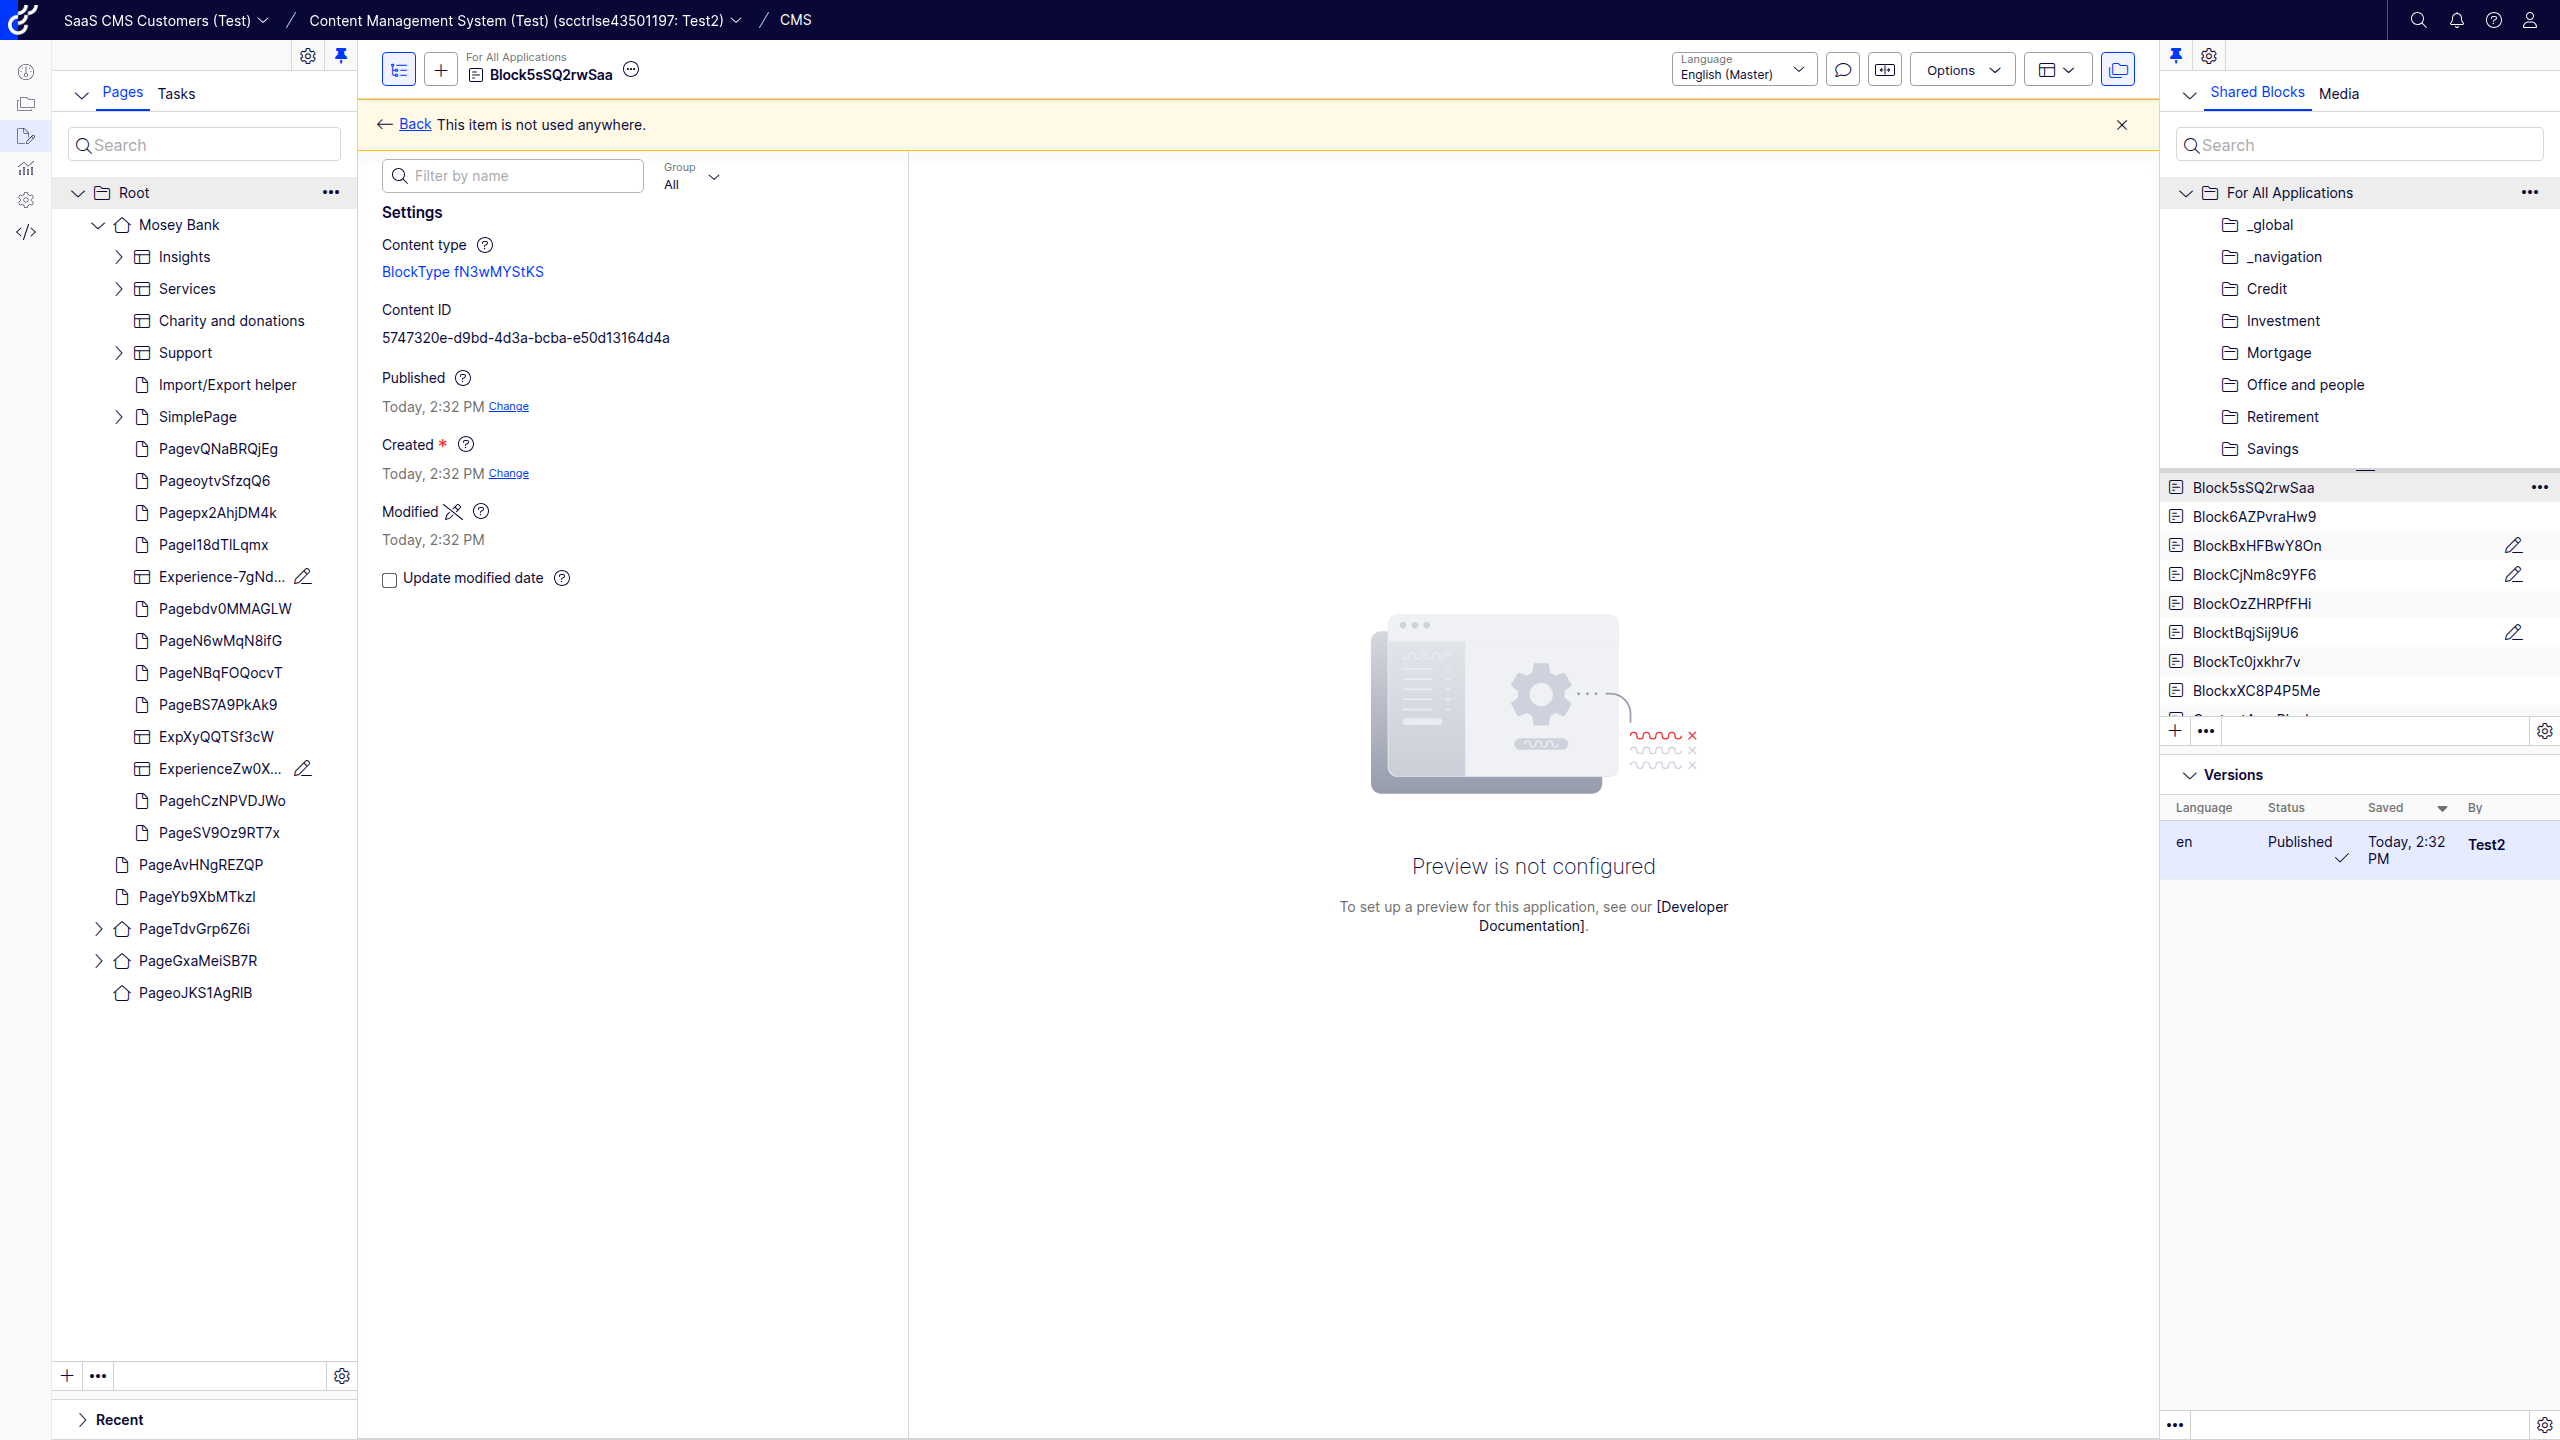 SaaS CMS Customers (Test)
Content Management System (Test) (scctrlse43501197: Test2)
CMS
Pages
Tasks
Search
Root
Mosey Bank
Insights
Services
Charity and donations
Support
Import/Export helper
SimplePage
PagevQNaBRQjEg
PageoytvSfzqQ6
Pagepx2AhjDM4k
Experience-7gNd...
Pagebdv0MMAGLW
PageN6wMqN8ifG
PageNBqFOQocvT
PageBS7A9PkAk9
ExpXyQQTSf3cW
ExperienceZw0X...
PagehCzNPVDJWo
PageSV9Oz9RT7x
PageAvHNgREZQP
PageTdvGrp6Z6i
PageGxaMeiSB7R
Recent
For All Applications
Block5sSQ2rwSaa
Language
English (Master)
Options
Back This item is not used anywhere.
Filter by name
Group
All
Settings
Content type
BlockType fN3wMYStKS
Content ID
5747320e-d9bd-4d3a-bcba-e50d13164d4a
Published
Today, 2:32 PM Change
Created *
Today, 2:32 PM Change
Modified
Today, 2:32 PM
Update modified date
Preview is not configured
To set up a preview for this application, see our [Developer
Documentation].
Shared Blocks
Media
Search
For All Applications
_global
_navigation
Credit
Investment
Mortgage
Office and people
Retirement
Savings
Block5sSQ2rwSaa
Block6AZPvraHw9
BlockBxHFBwY8On
BlockCjNm8c9YF6
BlockOzZHRPfFHi
BlocktBqjSij9U6
BlockTc0jxkhr7v
BlockxXC8P4P5Me
Versions
Language Status Saved By
en Published Today, 2:32 PM Test2